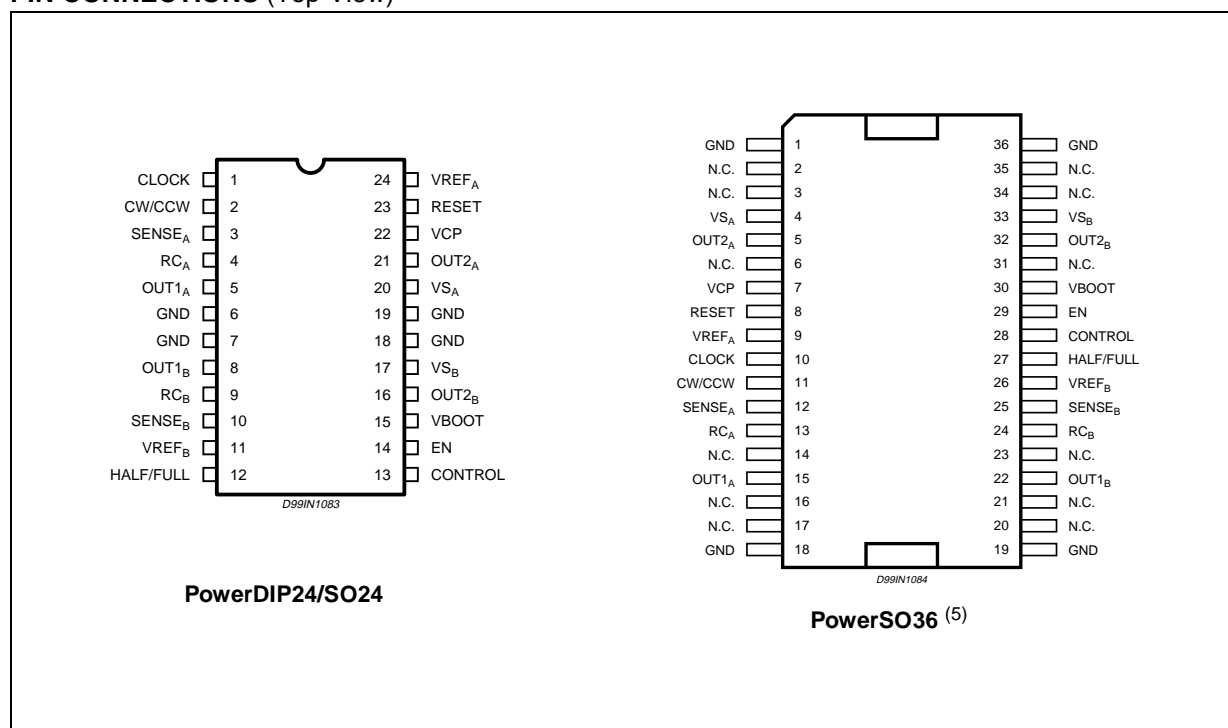 PIN CONNECTIONS (Top View)
CLOCK 1 24 VREFA
CW/CCW 2 23 RESET
SENSEA 3 22 VCP
RCA 4 21 OUT2A
OUT1A 5 20 VSA
GND 6 19 GND
GND 7 18 GND
OUT1B 8 17 VSB
RCB 9 16 OUT2B
SENSEB 10 15 VBOOT
VREFB 11 14 EN
HALF/FULL 12 13 CONTROL
D99IN1083
PowerDIP24/SO24
GND 1 36 GND
N.C. 2 35 N.C.
N.C. 3 34 N.C.
VSA 4 33 VSB
OUT2A 5 32 OUT2B
N.C. 6 31 N.C.
VCP 7 30 VBOOT
RESET 8 29 EN
VREFA 9 28 CONTROL
CLOCK 10 27 HALF/FULL
CW/CCW 11 26 VREFB
SENSEA 12 25 SENSEB
RCA 13 24 RCB
N.C. 14 23 N.C.
OUT1A 15 22 OUT1B
N.C. 16 21 N.C.
N.C. 17 20 N.C.
GND 18 19 GND
D99IN1084
PowerSO36 (5)